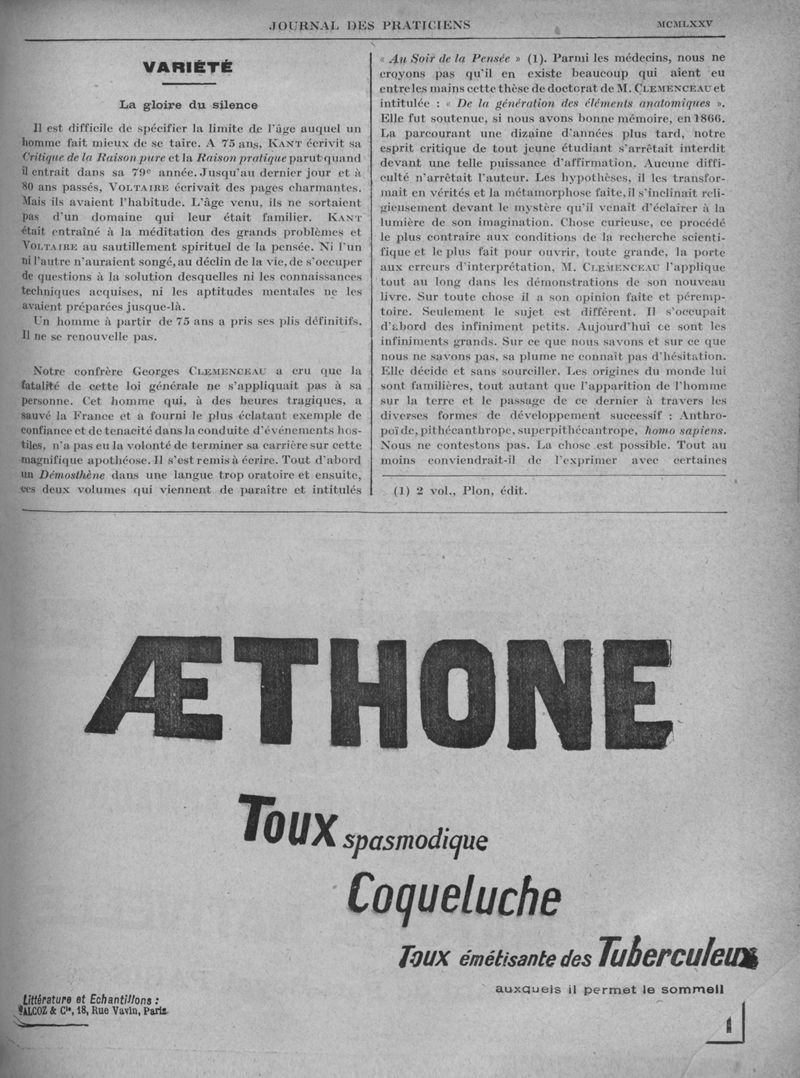 JOURNAL DES PRATICIENS
MCMLXXV
VARIÉTÉ
La gloire du silence
Il est difficile de spécifier la limite de l'âge auquel un
homme fait mieux de se taire. A 75 ans, KANT écrivit sa
Critique de la Raison pure et la Raison pratique parut quand
il entrait dans sa 79e année. Jusqu'au dernier jour et à
80 ans passés, VOLTAIRE écrivait des pages charmantes.
Mais ils avaient l'habitude. L'âge venu, ils ne sortaient
pas d'un domaine qui leur était familier. KANT
était entraîné à la méditation des grands problèmes et
VOLTAIRE au sautillement spirituel de la pensée. Ni l'un
ni l'autre n'auraient songé, au déclin de la vie, de s'occuper
de questions à la solution desquelles ni les connaissances
techniques acquises, ni les aptitudes mentales ne les
avaient préparées jusque-là.
Un homme à partir de 75 ans a pris ses plis définitifs.
Il ne se renouvelle pas.
Notre confrère Georges CLEMENCEAU a cru que la
fatalité de cette loi générale ne s'appliquait pas à sa
personne. Cet homme qui, à des heures tragiques, a
sauvé la France et a fourni le plus éclatant exemple de
confiance et de tenacité dans la conduite d'événements hos-
tiles, n'a pas eu la volonté de terminer sa carrière sur cette
magnifique apothéose. Il s'est remis à écrire. Tout d'abord
un Démosthène dans une langue trop oratoire et ensuite,
ces deux volumes qui viennent de paraître et intitulés
« Au Soir de la Pensée » (1). Parmi les médecins, nous ne
croyons pas qu'il en existe beaucoup qui aient eu
entre les mains cette thèse de doctorat de M. CLEMENCEAU et
intitulée : « De la génération des éléments anatomiques ».
Elle fut soutenue, si nous avons bonne mémoire, en 1866.
La parcourant une dizaine d'années plus tard, notre
esprit critique de tout jeune étudiant s'arrêtait interdit
devant une telle puissance d'affirmation. Aucune diffi-
culté n'arrêtait l'auteur. Les hypothèses, il les transfor-
mait en vérités et la métamorphose faite, il s'inclinait reli-
gieusement devant le mystère qu'il venait d'éclairer à la
lumière de son imagination. Chose curieuse, ce procédé
le plus contraire aux conditions de la recherche scienti-
fique et le plus fait pour ouvrir, toute grande, la porte
aux erreurs d'interprétation, M. CLEMENCEAU l'applique
tout au long dans les démonstrations de son nouveau
livre. Sur toute chose il a son opinion faite et péremp-
toire. Seulement le sujet est différent. Il s'occupait
d'abord des infiniment petits. Aujourd'hui ce sont les
infiniments grands. Sur ce que nous savons et sur ce que
nous ne savons pas, sa plume ne connaît pas d'hésitation.
Elle décide et sans sourciller. Les origines du monde lui
sont familières, tout autant que l'apparition de l'homme
sur la terre et le passage de ce dernier à travers les
diverses formes de développement successif : Anthro-
poïde, pithécanthrope, superpithécantrope, homo sapiens.
Nous ne contestons pas. La chose est possible. Tout au
moins conviendrait-il de l'exprimer avec certaines
(1) 2 vol., Plon, édit.
ÆTHONE
Toux spasmodique
Coqueluche
Toux émétisante des Tuberculeux
auxquels il permet le sommeil
Littérature et Echantillons :
FALCOZ & Cie, 18, Rue Vavin, Paris
1